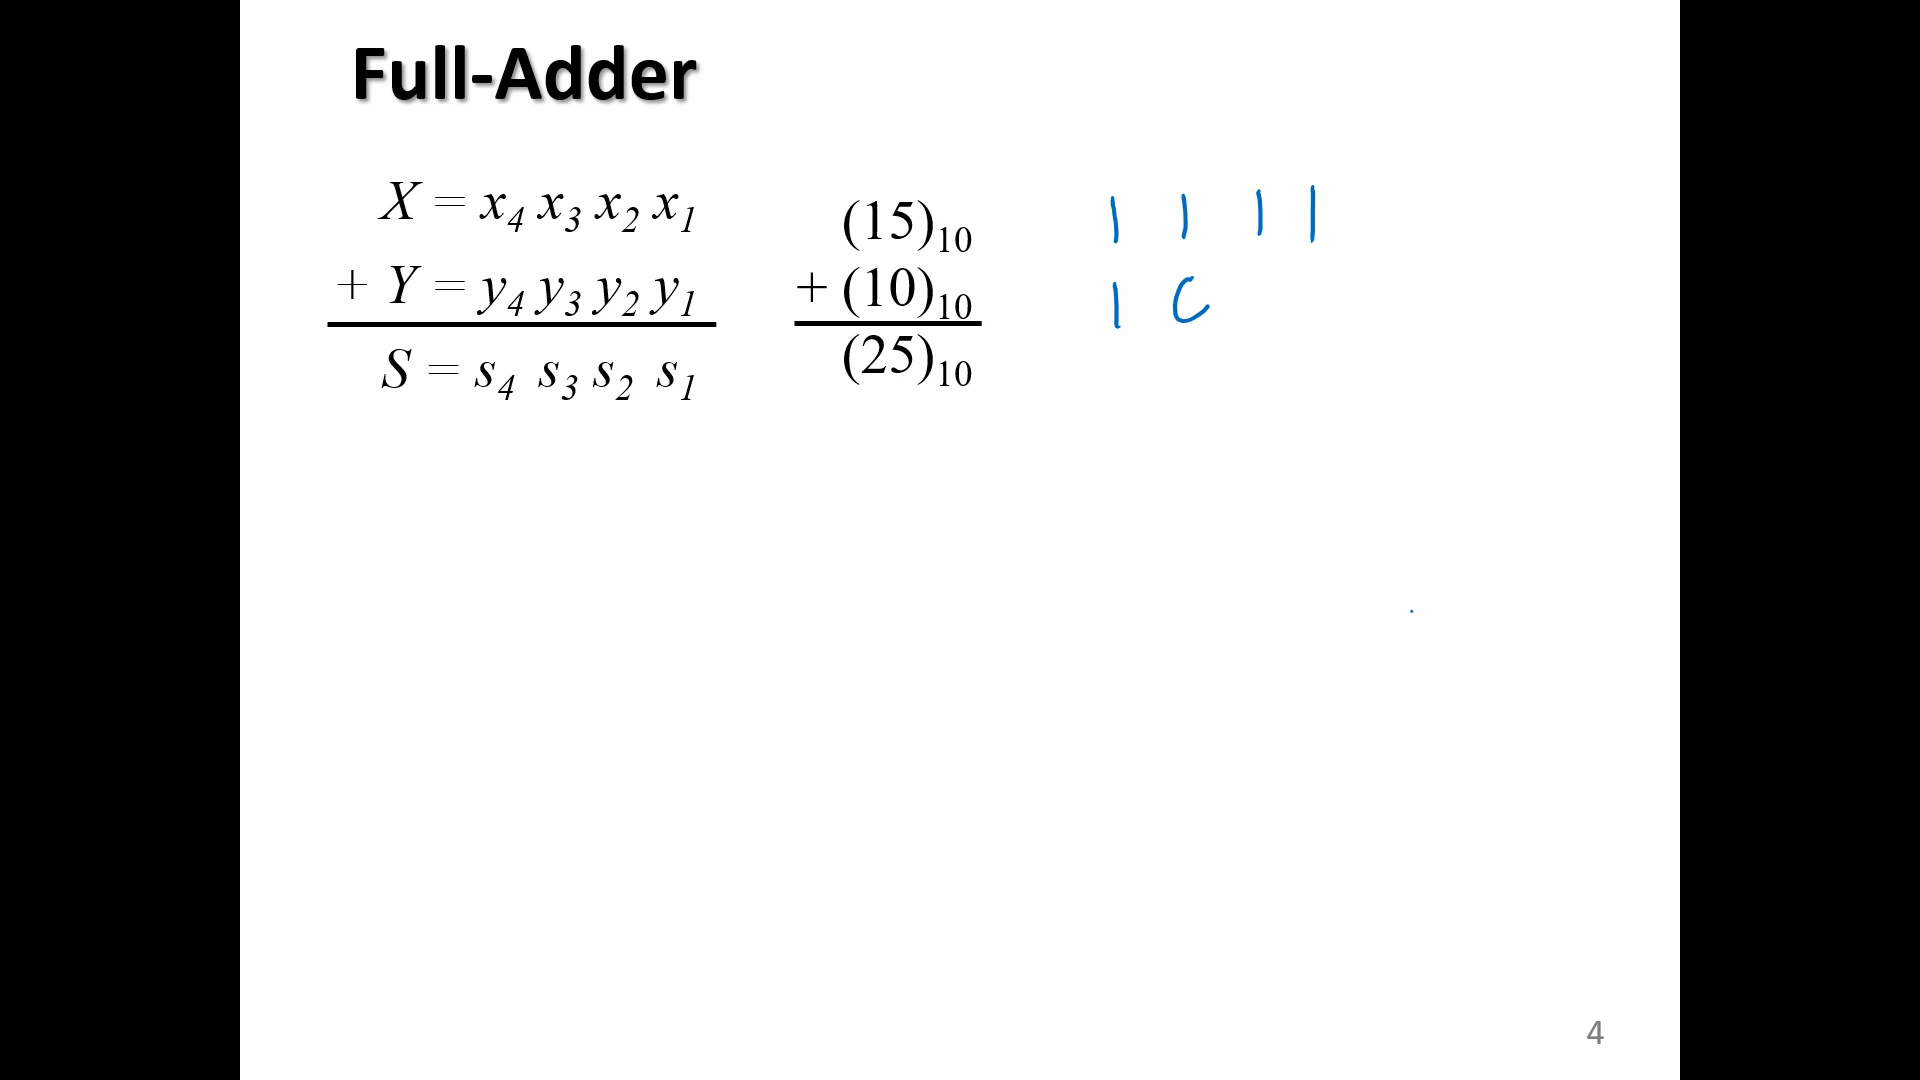 Full-Adder
X = x4 x3 x2 x1
+ Y = y4 y3 y2 y1
S = s4 s3 s2 s1
(15)10
+ (10)10
(25)10
1 1 1 1
1 C
4